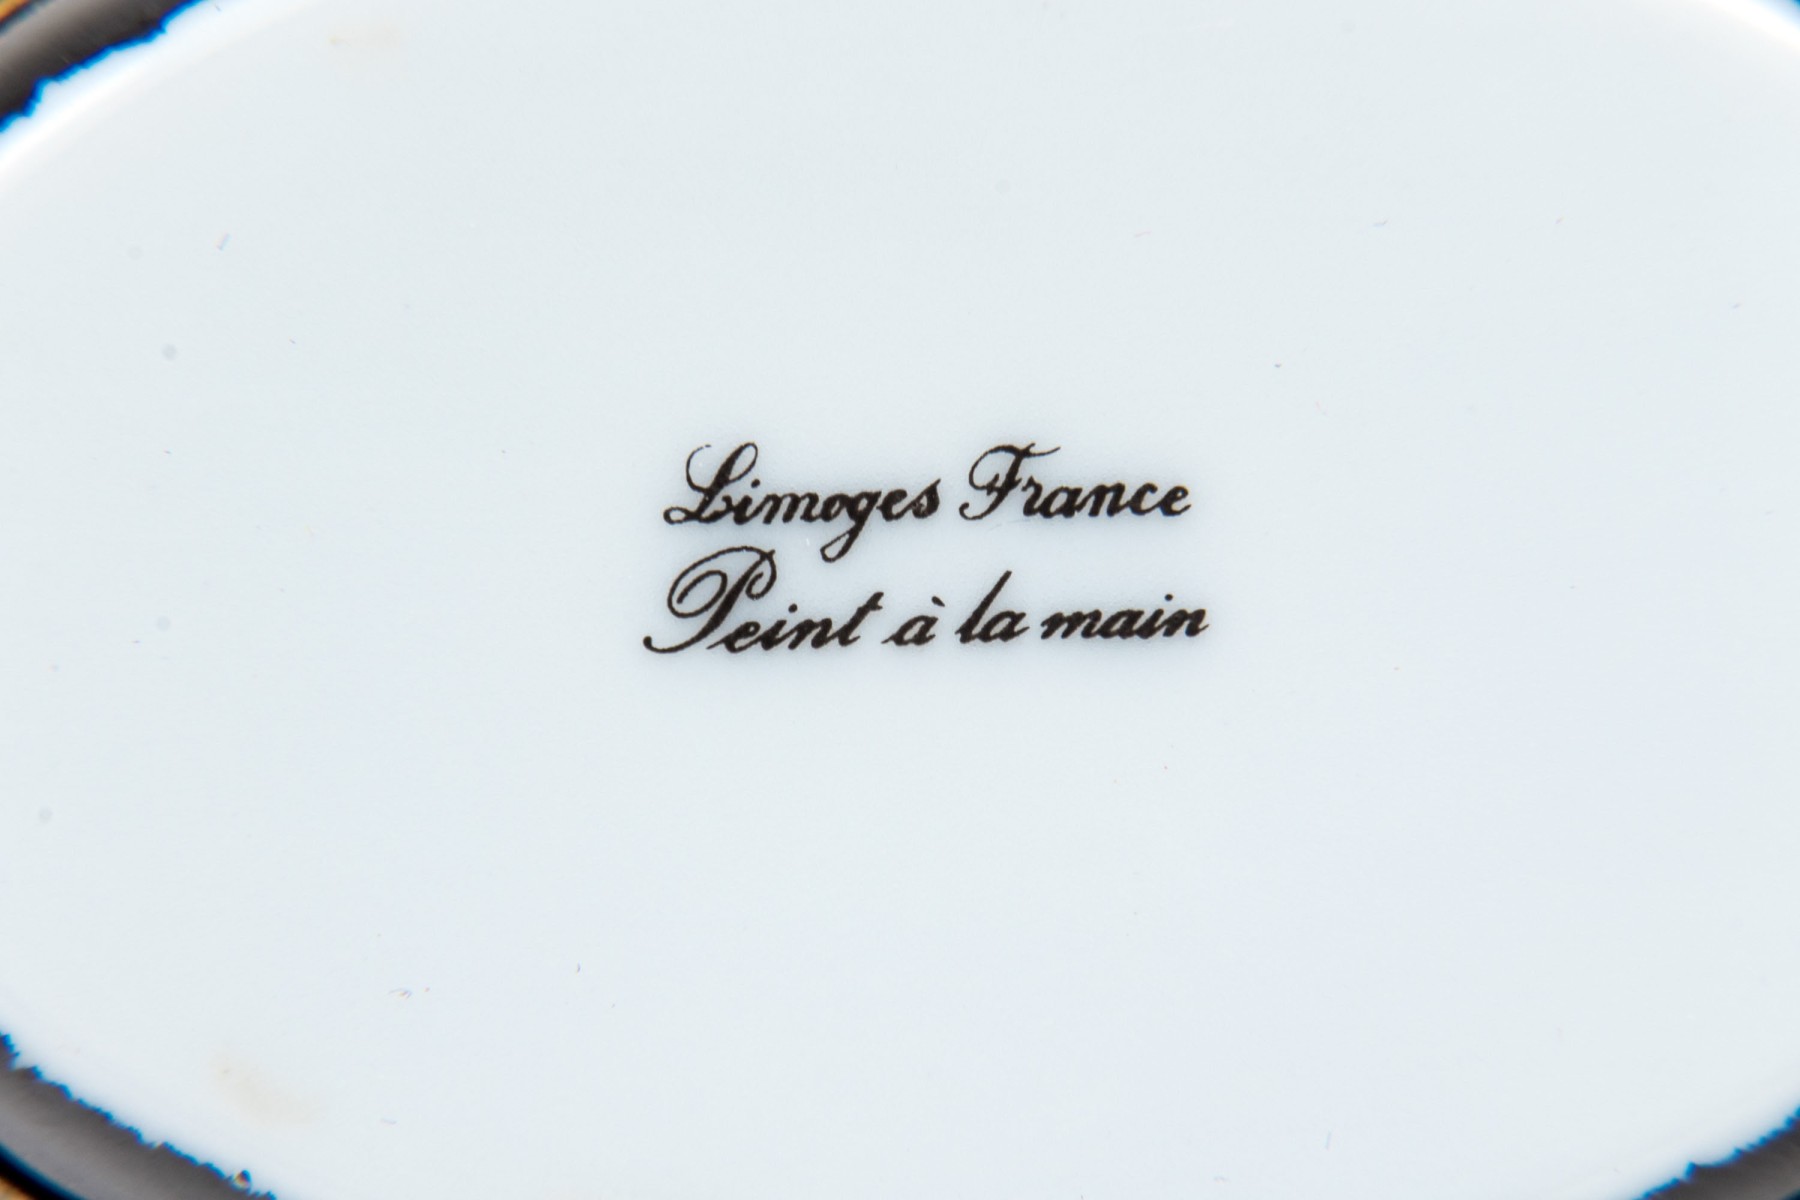 Limoges France
Peint à la main